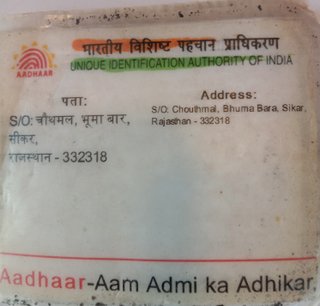 भारतीय विशिष्ट पहचान प्राधिकरण
UNIQUE IDENTIFICATION AUTHORITY OF INDIA
AADHAAR
पता:
S/O: चौथमल, भूमा बार,
सीकर,
राजस्थान - 332318
Address:
S/O: Chouthmal, Bhuma Bara, Sikar,
Rajasthan - 332318
Aadhaar-Aam Admi ka Adhikar